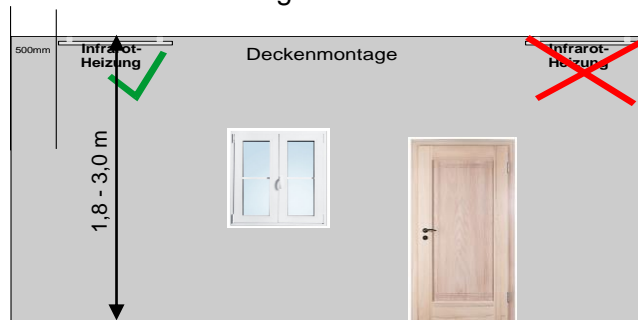 500mm
Infrarot-
Heizung
Deckenmontage
Infrarot-
Heizung
1,8 - 3,0 m